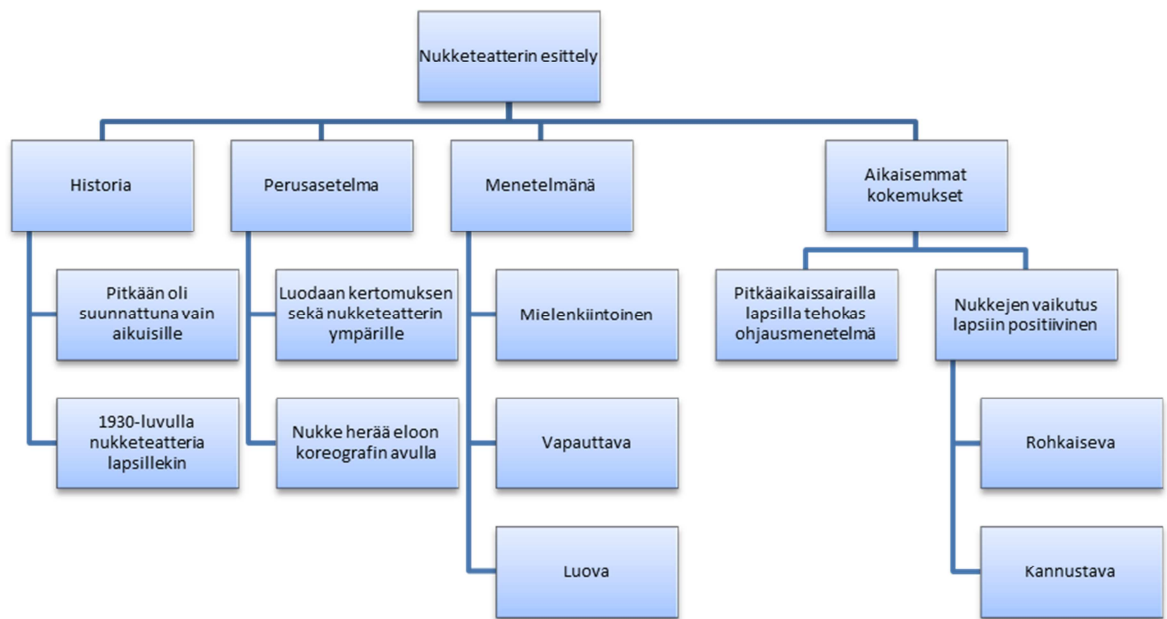 Nukketeatterin esittely
Historia
Perusasetelma
Menetelmänä
Aikaisemmat
kokemukset
Pitkään oli
suunnattuna vain
aikuisille
Luodaan kertomuksen
sekä nukketeatterin
ympärille
Mielenkiintoinen
Pitkäaikaissairailla
lapsilla tehokas
ohjausmenetelmä
Nukkejen vaikutus
lapsiin positiivinen
1930-luvulla
nukketeatteria
lapsillekin
Nukke herää eloon
koreografin avulla
Vapauttava
Rohkaiseva
Luova
Kannustava